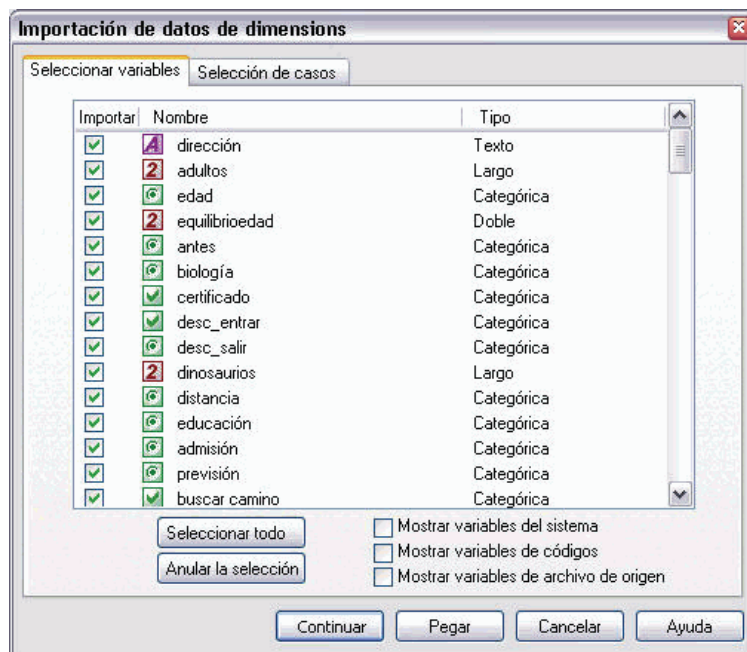 Importación de datos de dimensions
Seleccionar variables Selección de casos
Importar Nombre Tipo
dirección Texto
adultos Largo
edad Categórica
equilibrioedad Doble
antes Categórica
biología Categórica
certificado Categórica
desc_entrar Categórica
desc_salir Categórica
dinosaurios Largo
distancia Categórica
educación Categórica
admisión Categórica
previsión Categórica
buscar camino Categórica
Seleccionar todo
Anular la selección
Mostrar variables del sistema
Mostrar variables de códigos
Mostrar variables de archivo de origen
Continuar Pegar Cancelar Ayuda